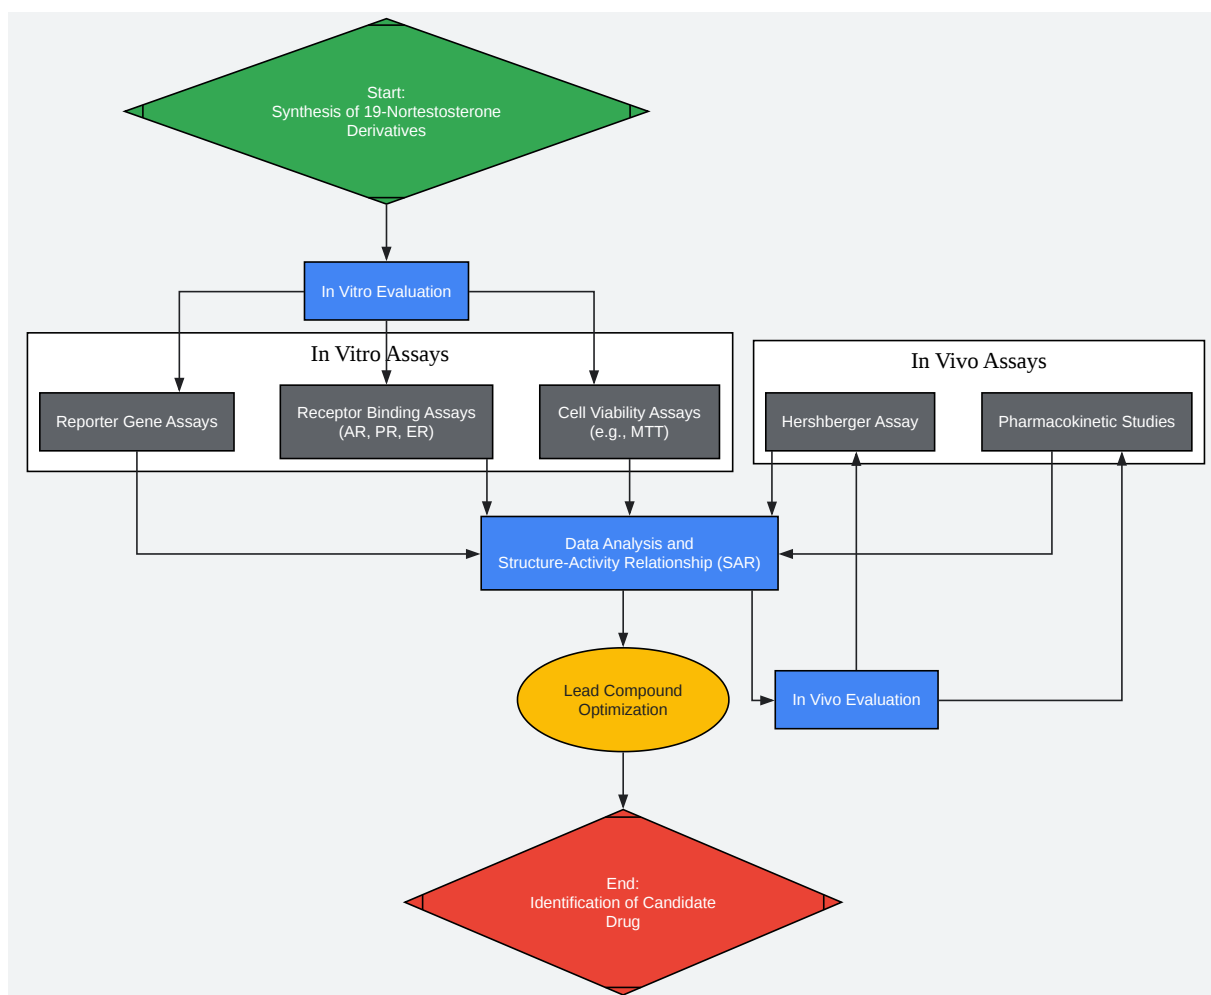 Start:
Synthesis of 19-Nortestosterone
Derivatives
In Vitro Evaluation
In Vitro Assays
Reporter Gene Assays
Receptor Binding Assays
(AR, PR, ER)
Cell Viability Assays
(e.g., MTT)
In Vivo Assays
Hershberger Assay
Pharmacokinetic Studies
Data Analysis and
Structure-Activity Relationship (SAR)
Lead Compound
Optimization
In Vivo Evaluation
End:
Identification of Candidate
Drug